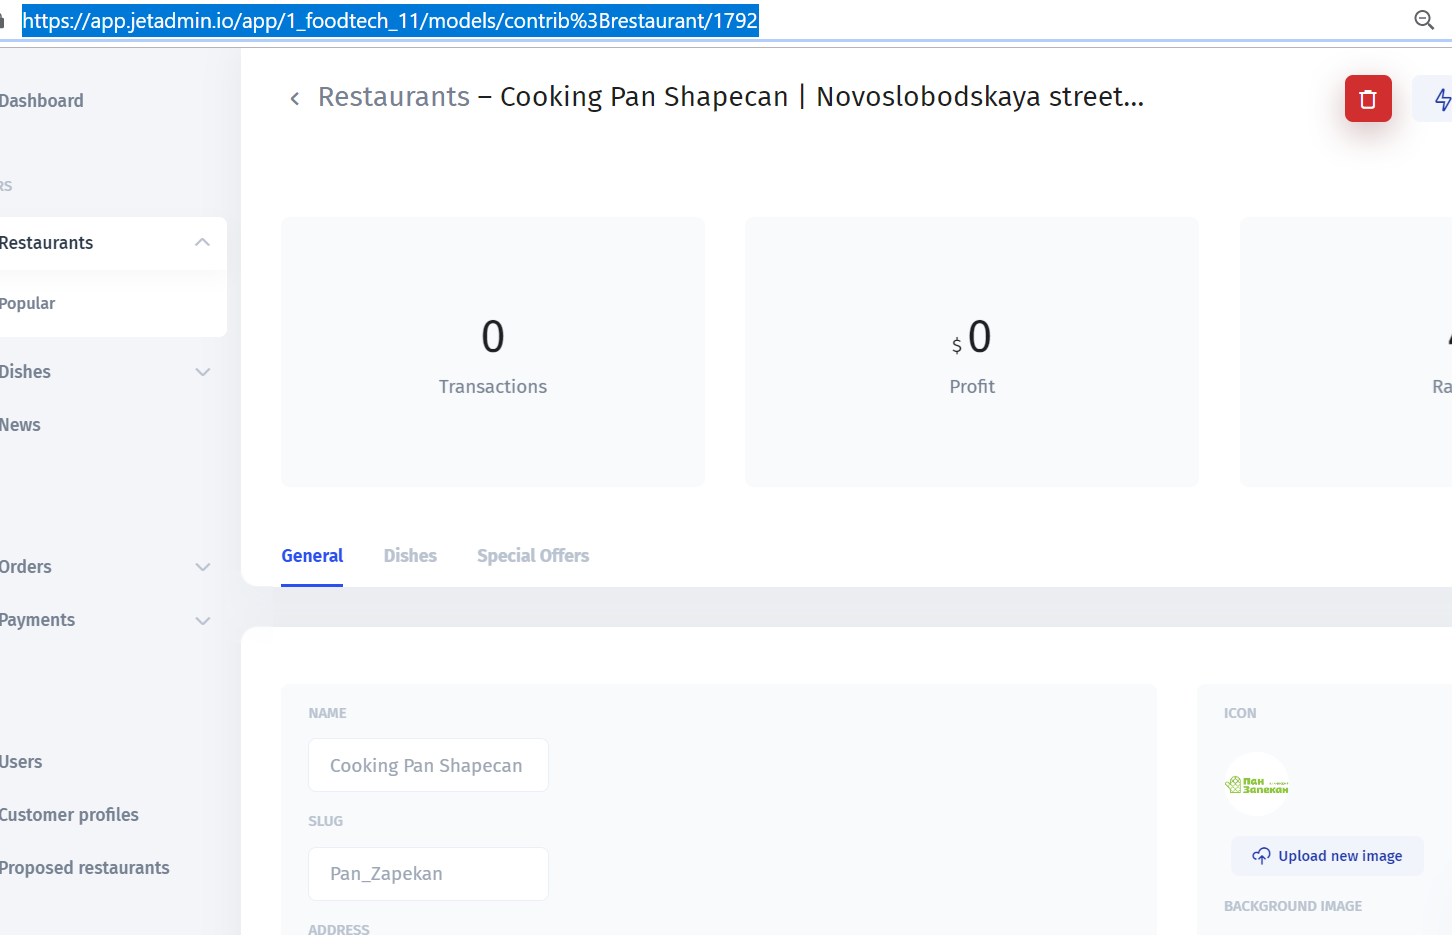 https://app.jetadmin.io/app/1_foodtech_11/models/contrib%3Brestaurant/1792
Dashboard
RS
Restaurants
Popular
Dishes
News
Orders
Payments
Users
Customer profiles
Proposed restaurants
Restaurants – Cooking Pan Shapecan | Novoslobodskaya street...
0
Transactions
$ 0
Profit
Ra
General Dishes Special Offers
NAME
Cooking Pan Shapecan
SLUG
Pan_Zapekan
ADDRESS
ICON
Пан
Запекан
Upload new image
BACKGROUND IMAGE